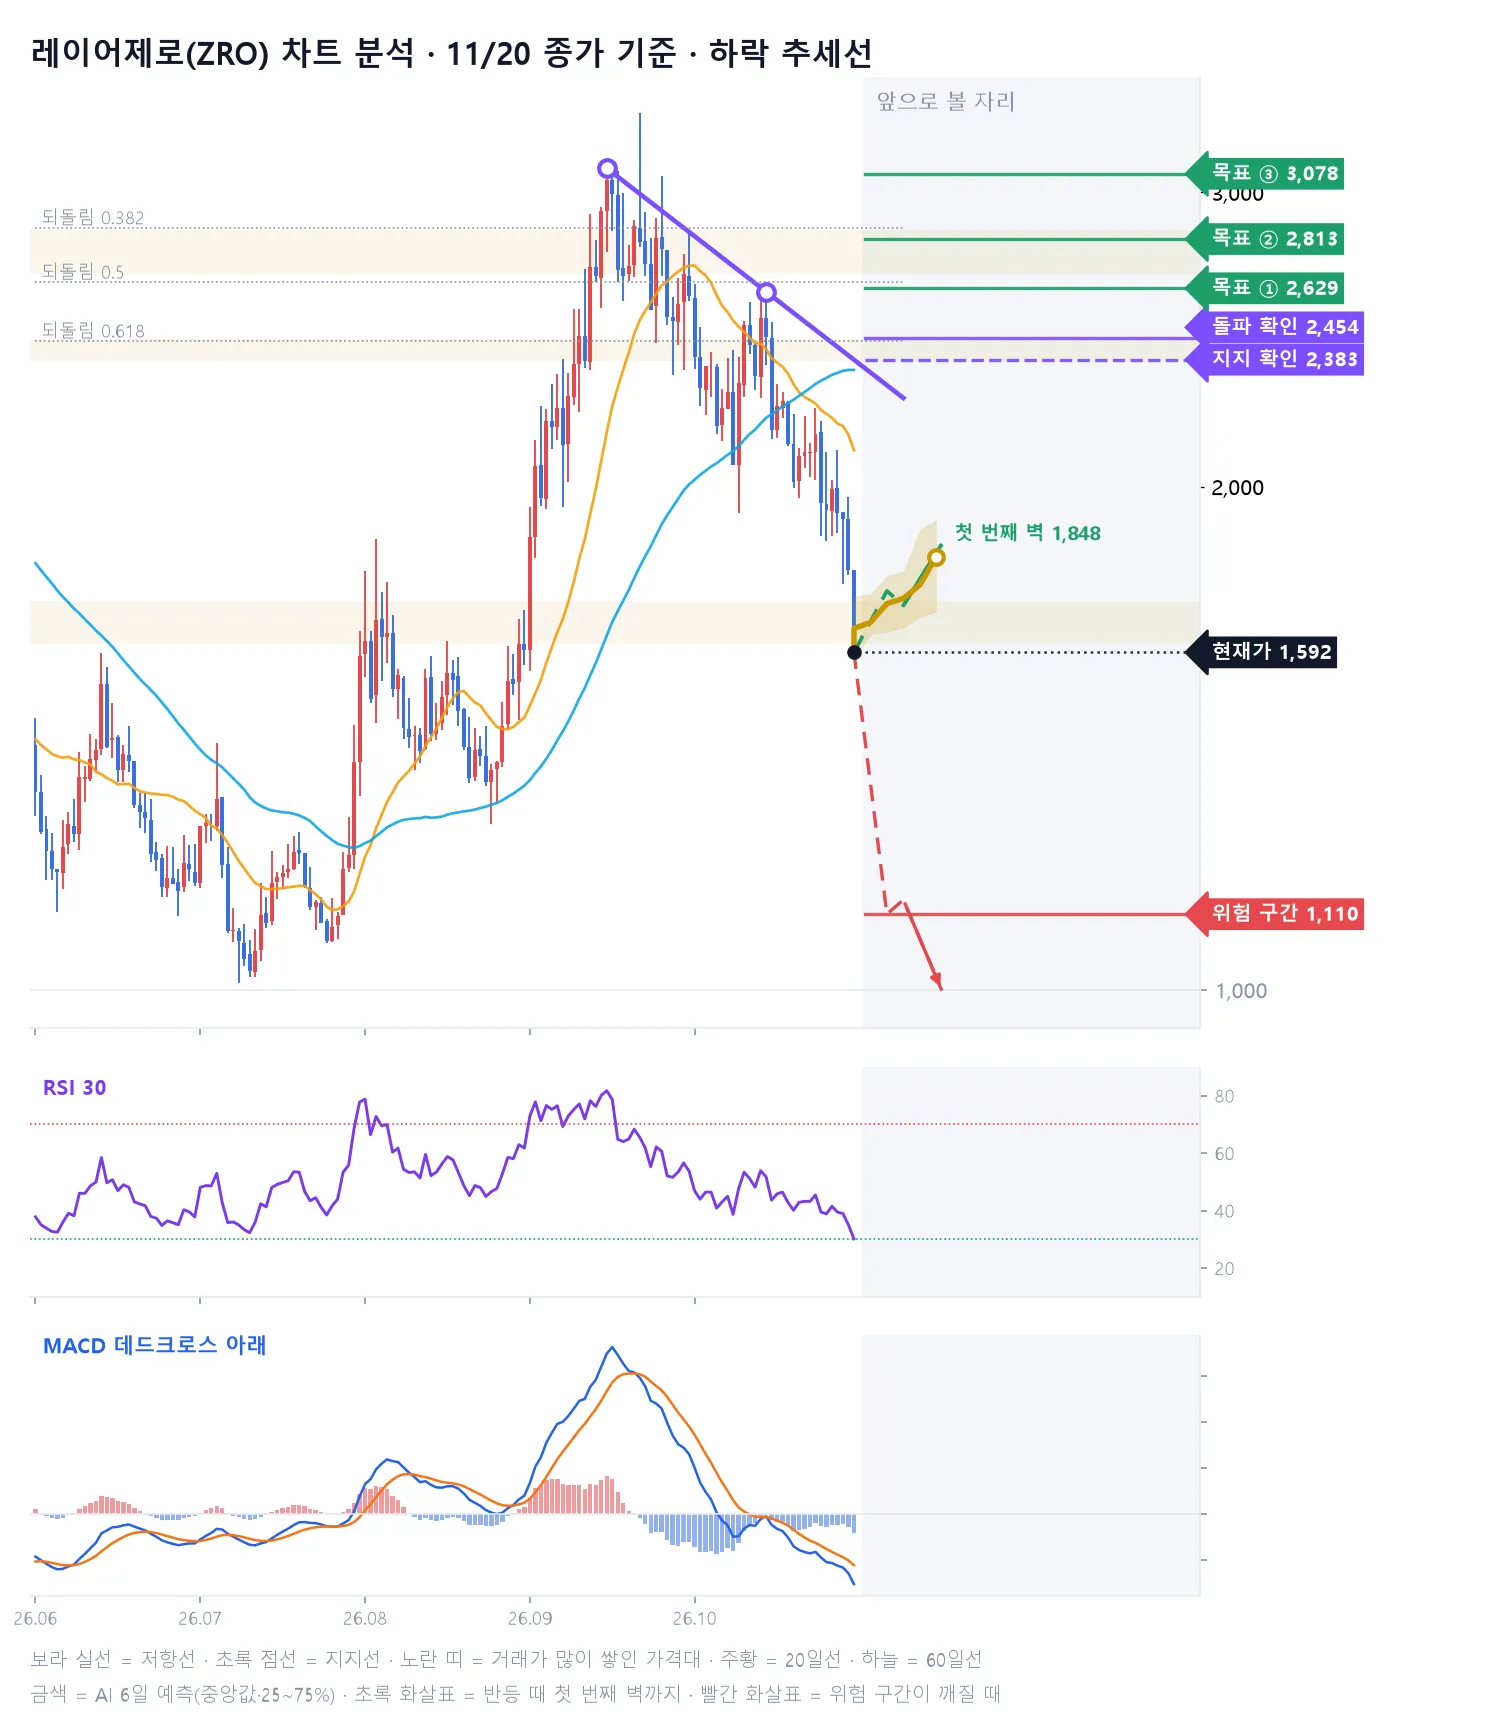 레이어제로(ZRO) 차트 분석 · 11/20 종가 기준 · 하락 추세선
앞으로 볼 자리
목표 ③ 3,078
3,000
되돌림 0.382
목표 ② 2,813
되돌림 0.5
목표 ① 2,629
되돌림 0.618
돌파 확인 2,454
지지 확인 2,383
2,000
첫 번째 벽 1,848
현재가 1,592
위험 구간 1,110
1,000
RSI 30
80
60
40
20
MACD 데드크로스 아래
26.06 26.07 26.08 26.09 26.10
보라 실선 = 저항선 · 초록 점선 = 지지선 · 노란 띠 = 거래가 많이 쌓인 가격대 · 주황 = 20일선 · 하늘 = 60일선
금색 = AI 6일 예측(중앙값·25~75%) · 초록 화살표 = 반등 때 첫 번째 벽까지 · 빨간 화살표 = 위험 구간이 깨질 때